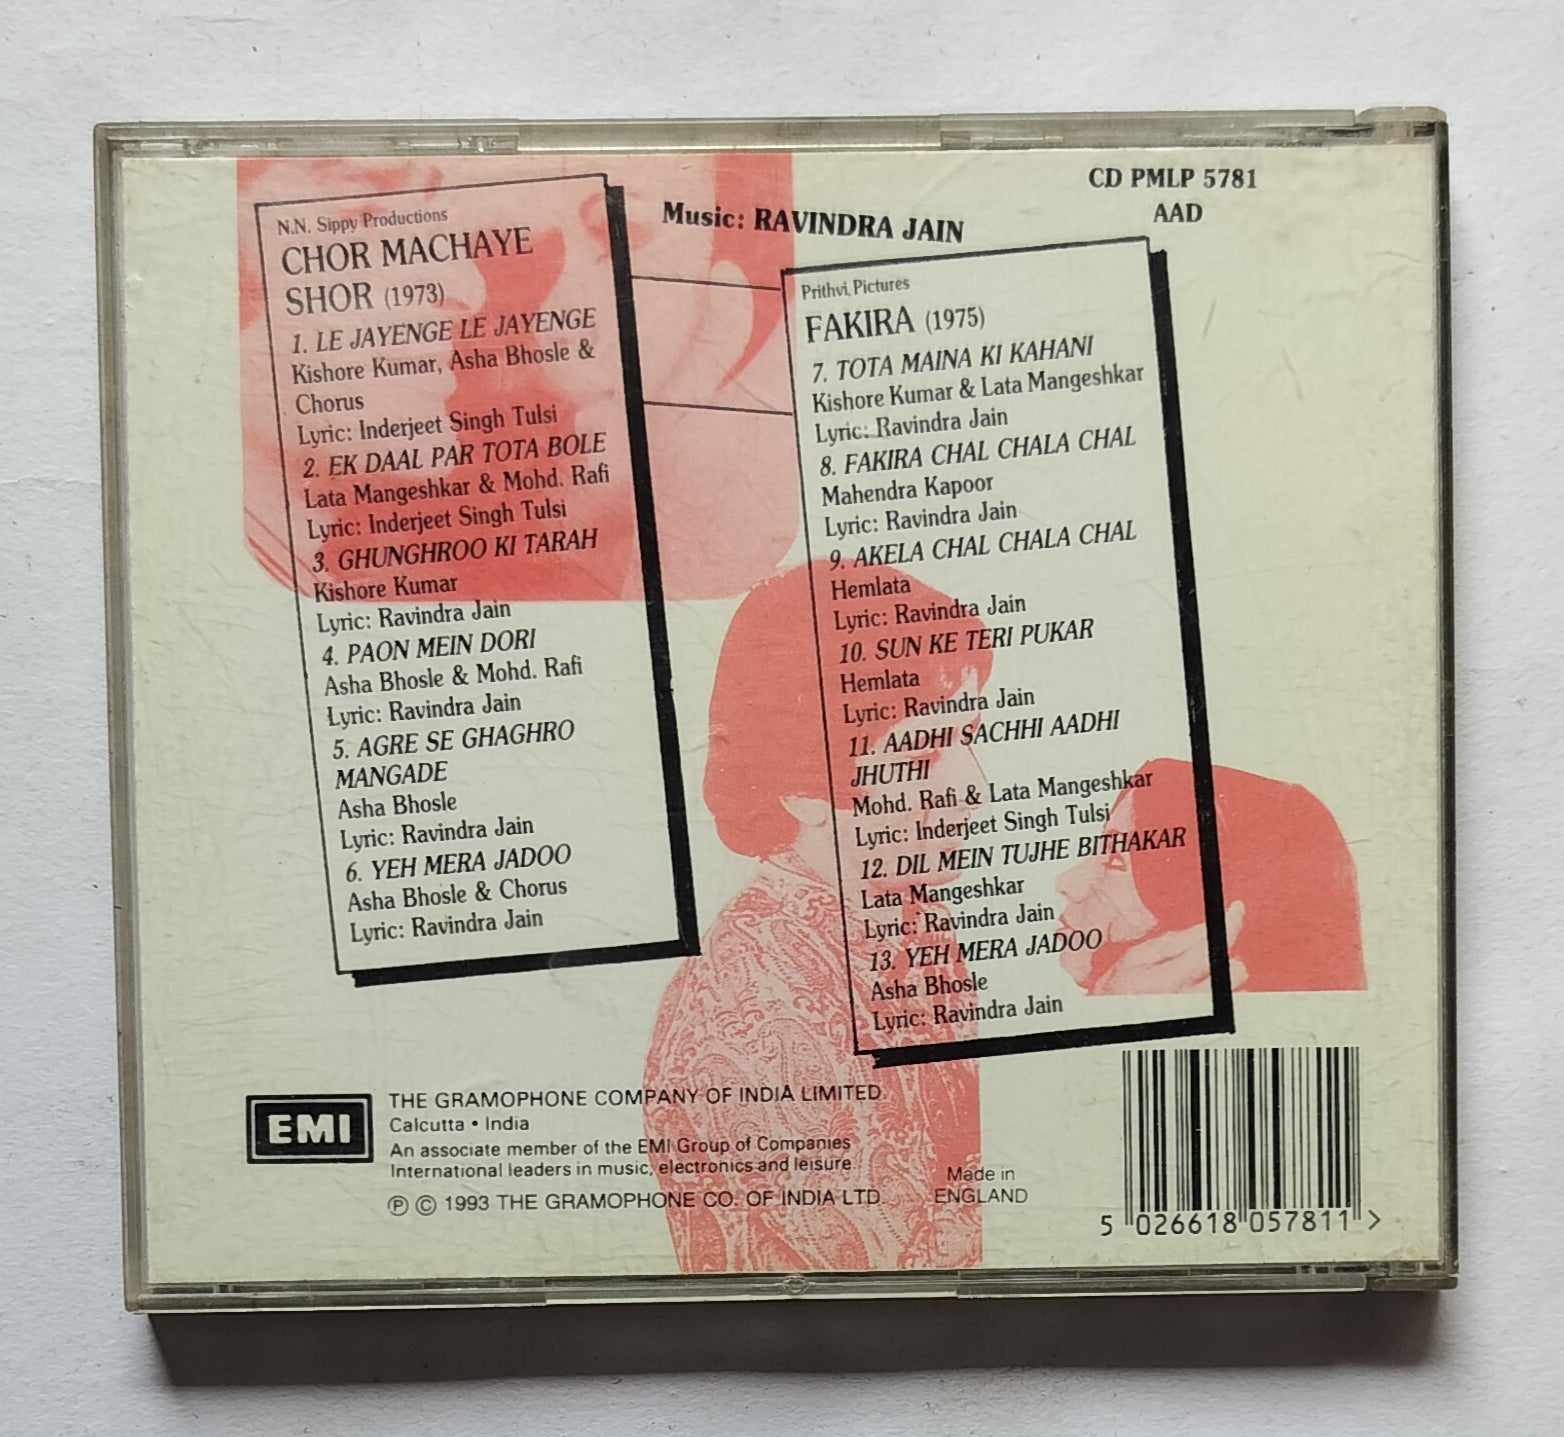 CD PMLP 5781
AAD
Music: RAVINDRA JAIN
N.N. Sippy Productions
CHOR MACHAYE
SHOR (1973)
1. LE JAYENGE LE JAYENGE
Kishore Kumar, Asha Bhosle &
Chorus
Lyric: Inderjeet Singh Tulsi
2. EK DAAL PAR TOTA BOLE
Lata Mangeshkar & Mohd. Rafi
Lyric: Inderjeet Singh Tulsi
3. GHUNGHROO KI TARAH
Kishore Kumar
Lyric: Ravindra Jain
4. PAON MEIN DORI
Asha Bhosle & Mohd. Rafi
Lyric: Ravindra Jain
5. AGRE SE GHAGHRO
MANGADE
Asha Bhosle
Lyric: Ravindra Jain
6. YEH MERA JADOO
Asha Bhosle & Chorus
Lyric: Ravindra Jain
Prithvi Pictures
FAKIRA (1975)
7. TOTA MAINA KI KAHANI
Kishore Kumar & Lata Mangeshkar
Lyric: Ravindra Jain
8. FAKIRA CHAL CHALA CHAL
Mahendra Kapoor
Lyric: Ravindra Jain
9. AKELA CHAL CHALA CHAL
Hemlata
Lyric: Ravindra Jain
10. SUN KE TERI PUKAR
Hemlata
Lyric: Ravindra Jain
11. AADHI SACHHI AADHI
JHUTHI
Mohd. Rafi & Lata Mangeshkar
Lyric: Inderjeet Singh Tulsi
12. DIL MEIN TUJHE BITHAKAR
Lata Mangeshkar
Lyric: Ravindra Jain
13. YEH MERA JADOO
Asha Bhosle
Lyric: Ravindra Jain
EMI
THE GRAMOPHONE COMPANY OF INDIA LIMITED
Calcutta • India
An associate member of the EMI Group of Companies
International leaders in music, electronics and leisure
℗ © 1993 THE GRAMOPHONE CO. OF INDIA LTD.
Made in
ENGLAND
5 026618 057811 >